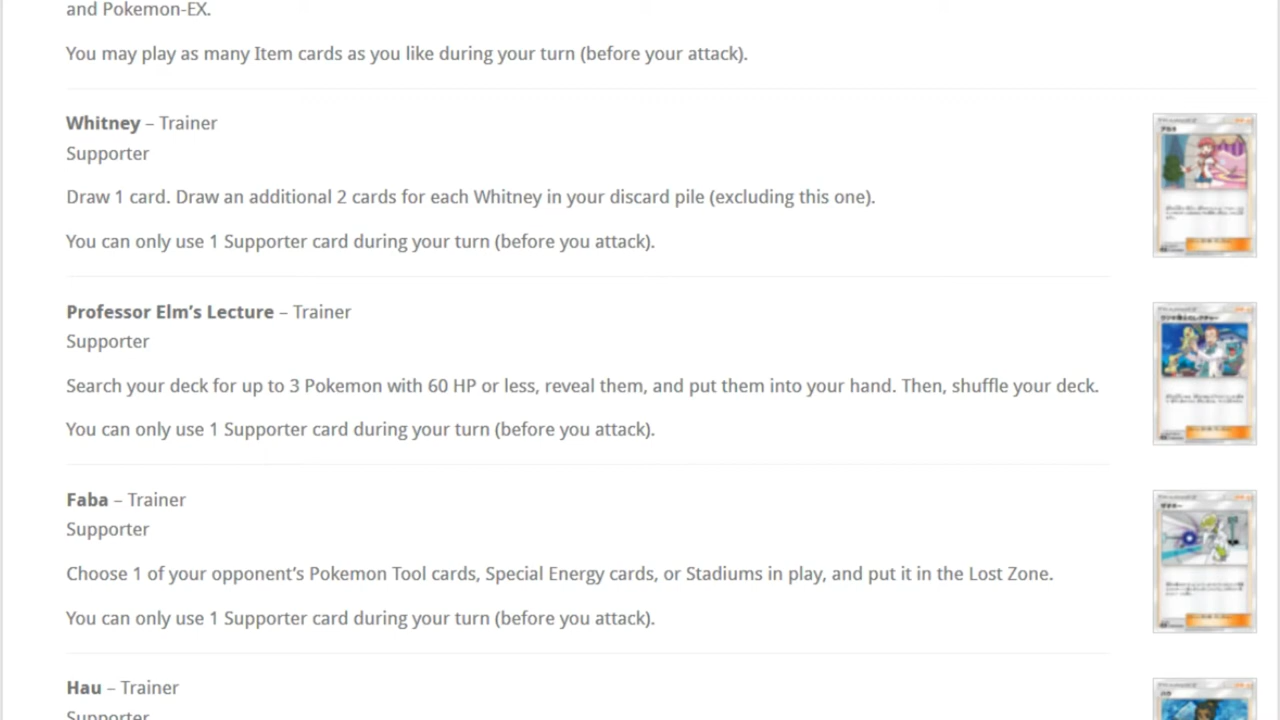 and Pokemon-EX.
You may play as many Item cards as you like during your turn (before your attack).
Whitney – Trainer
Supporter
Draw 1 card. Draw an additional 2 cards for each Whitney in your discard pile (excluding this one).
You can only use 1 Supporter card during your turn (before you attack).
Professor Elm’s Lecture – Trainer
Supporter
Search your deck for up to 3 Pokemon with 60 HP or less, reveal them, and put them into your hand. Then, shuffle your deck.
You can only use 1 Supporter card during your turn (before you attack).
Faba – Trainer
Supporter
Choose 1 of your opponent’s Pokemon Tool cards, Special Energy cards, or Stadiums in play, and put it in the Lost Zone.
You can only use 1 Supporter card during your turn (before you attack).
Hau – Trainer
Supporter